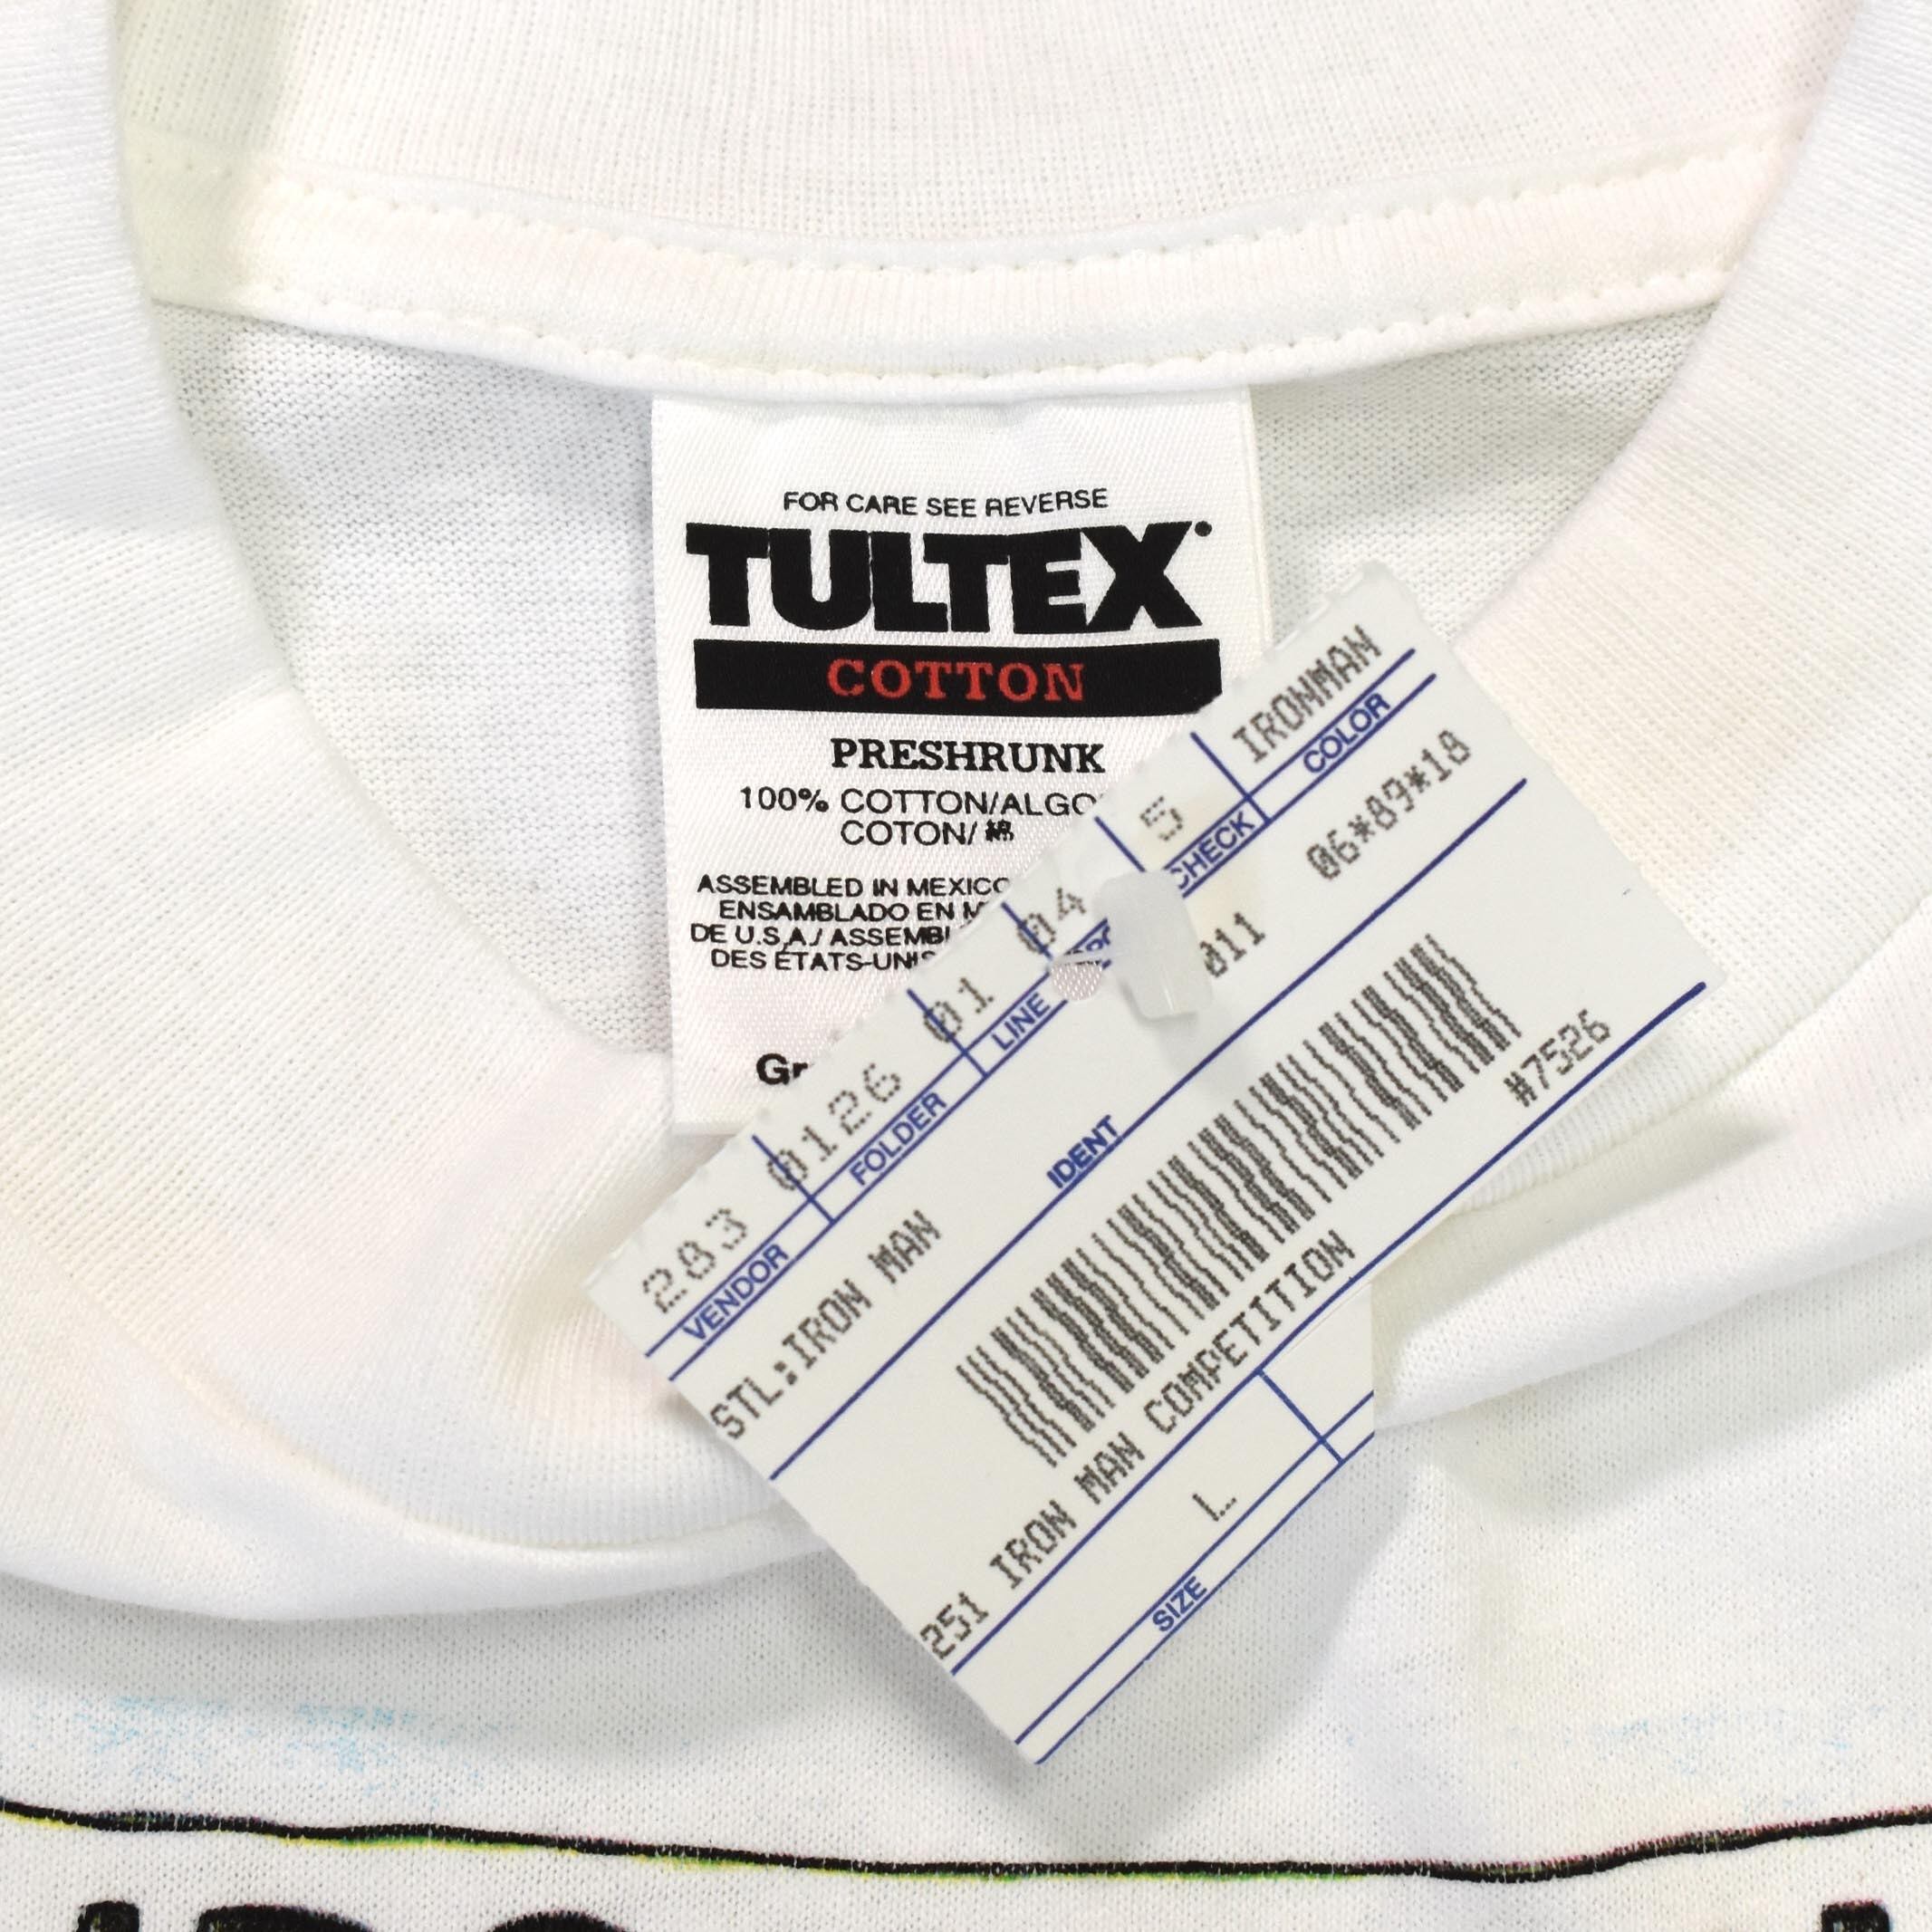 FOR CARE SEE REVERSE
TULTEX
COTTON
PRESHRUNK
100% COTTON/ALGO
COTON/綿
ASSEMBLED IN MEXICO
ENSAMBLADO EN M
DE U.S.A./ASSEMBL
DES ÉTATS-UNIS
Gr
283 0126 01 04 5 IRONMAN
VENDOR FOLDER LINE CHECK COLOR
STL:IRON MAN 011 06*89*18
IDENT
#7526
251 IRON MAN COMPETITION
L
SIZE